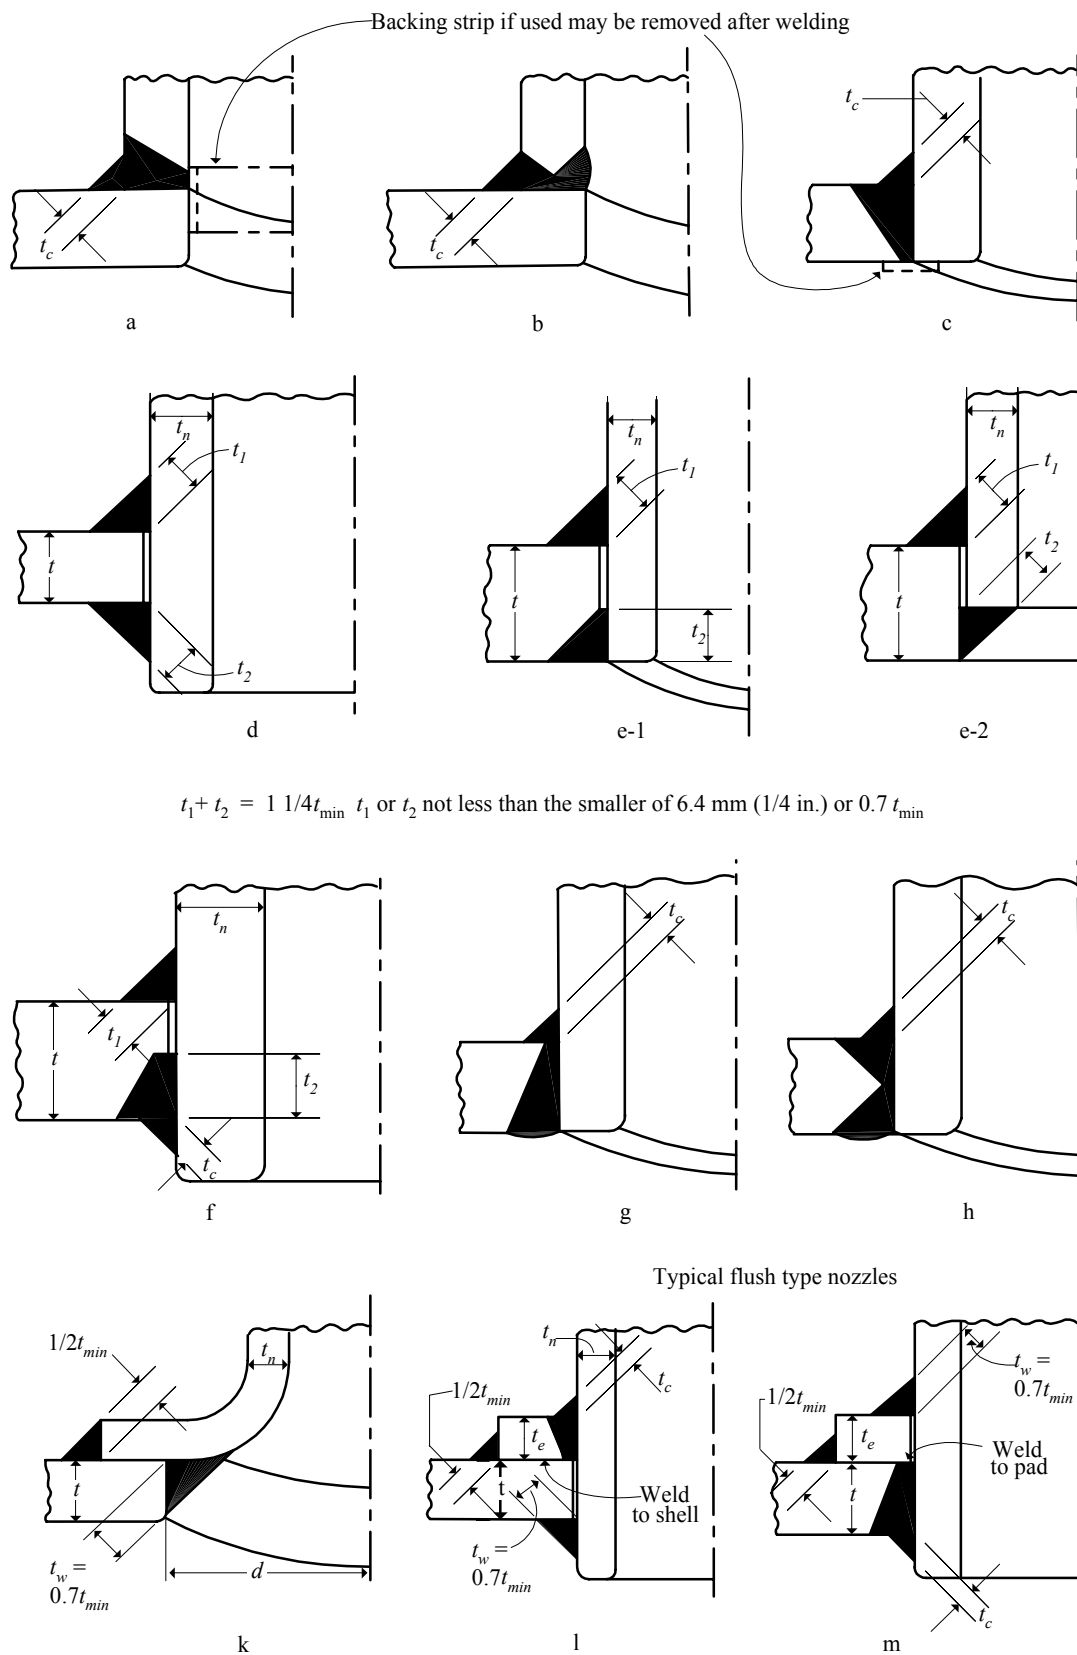 Backing strip if used may be removed after welding
t_c
t_c
t_c
a
b
c
t_n
t_1
t
t_2
d
t_n
t_1
t
t_2
e-1
t_n
t_1
t_2
t
e-2
t_1 + t_2 = 1 1/4t_min t_1 or t_2 not less than the smaller of 6.4 mm (1/4 in.) or 0.7 t_min
t_n
t_1
t
t_2
t_c
f
t_c
g
t_c
h
Typical flush type nozzles
1/2t_min
t_n
t
t_w =
0.7t_min
d
k
t_n
t_c
1/2t_min
t_e
t
Weld
to shell
t_w =
0.7t_min
l
t_w =
0.7t_min
1/2t_min
t_e
Weld
to pad
t
t_c
m